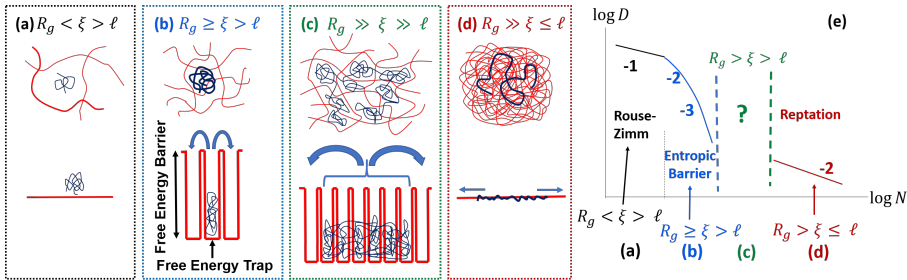 (a) R_g < ξ > ℓ
(b) R_g ≥ ξ > ℓ
(c) R_g ≫ ξ ≫ ℓ
(d) R_g ≫ ξ ≤ ℓ
Free Energy Barrier
Free Energy Trap
log D
(e)
R_g > ξ > ℓ
-1
-2
-3
?
Rouse-
Zimm
Entropic
Barrier
Reptation
-2
log N
R_g < ξ > ℓ
R_g ≥ ξ > ℓ
R_g > ξ ≤ ℓ
(a)
(b)
(c)
(d)